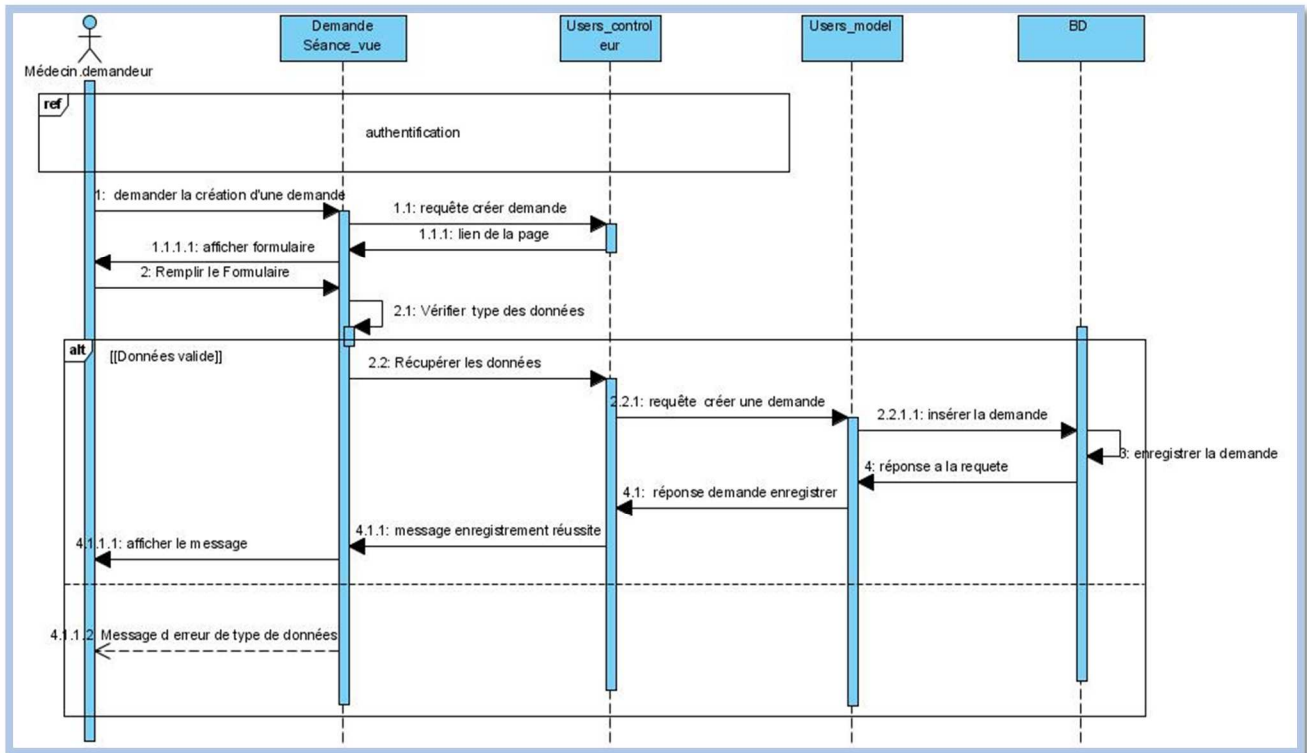 Demande
Séance_vue
Users_control
eur
Users_model
BD
Médecin.demandeur
ref
authentification
1: demander la création d'une demande
1.1: requête créer demande
1.1.1: lien de la page
1.1.1.1: afficher formulaire
2: Remplir le Formulaire
2.1: Vérifier type des données
alt
[[Données valide]]
2.2: Récupérer les données
2.2.1: requête créer une demande
2.2.1.1: insérer la demande
3: enregistrer la demande
4: réponse a la requete
4.1: réponse demande enregistrer
4.1.1: message enregistrement réussite
4.1.1.1: afficher le message
4.1.1.2 Message d erreur de type de données